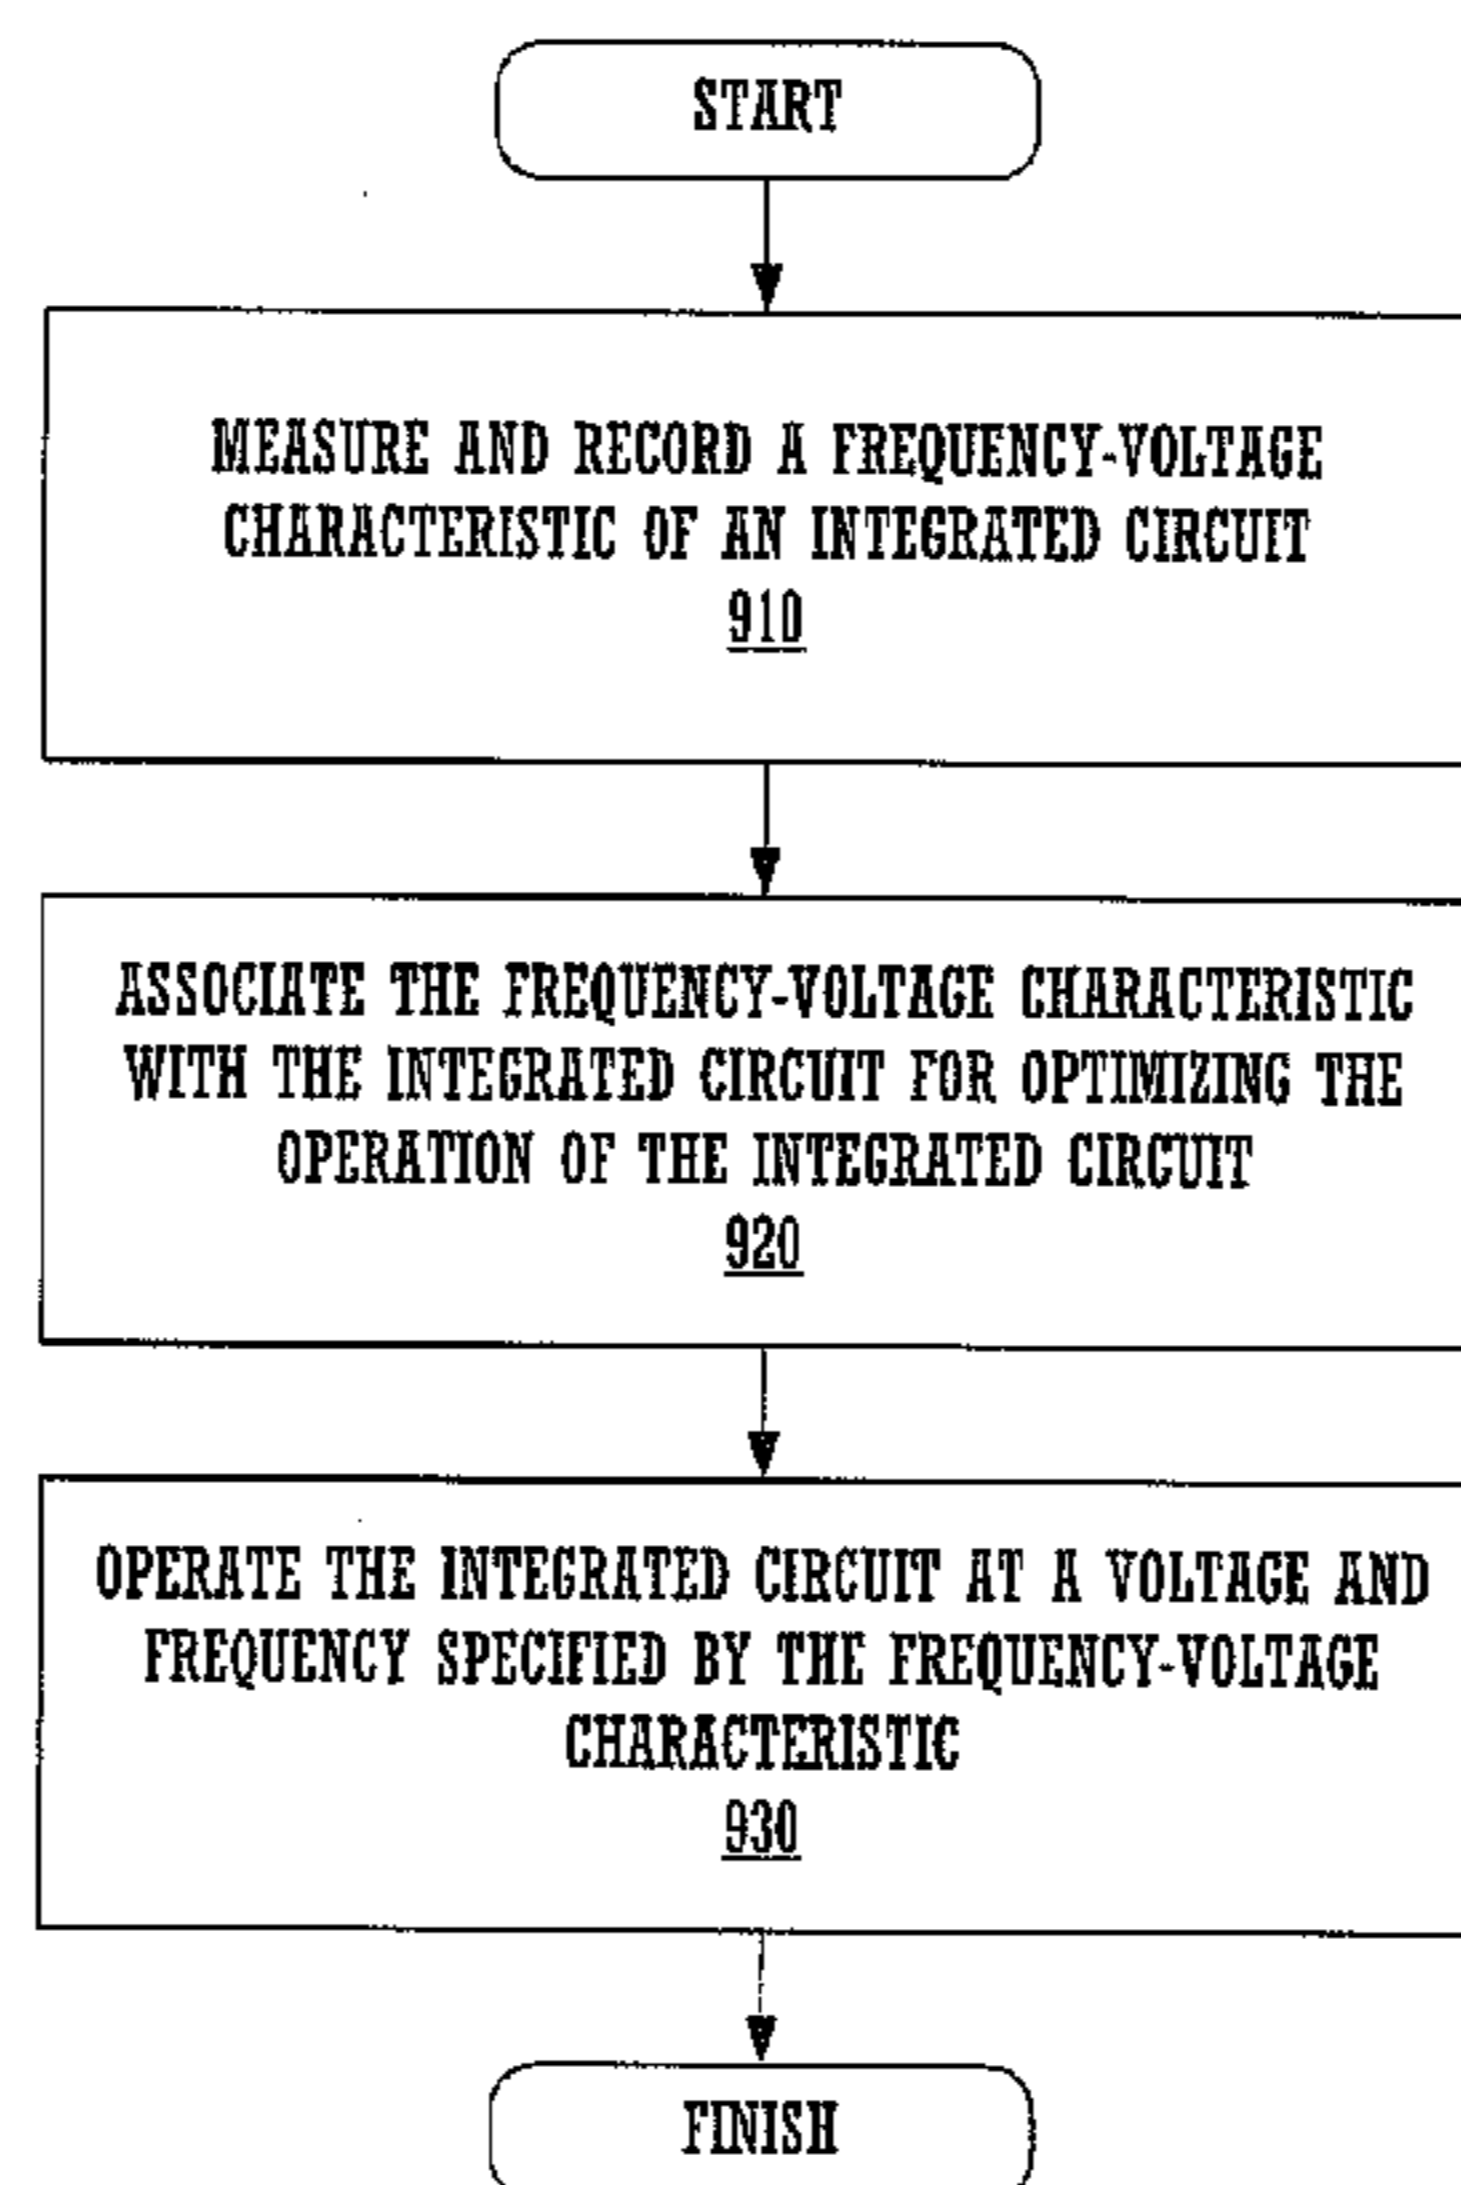 START
MEASURE AND RECORD A FREQUENCY-VOLTAGE
CHARACTERISTIC OF AN INTEGRATED CIRCUIT
910
ASSOCIATE THE FREQUENCY-VOLTAGE CHARACTERISTIC
WITH THE INTEGRATED CIRCUIT FOR OPTIMIZING THE
OPERATION OF THE INTEGRATED CIRCUIT
920
OPERATE THE INTEGRATED CIRCUIT AT A VOLTAGE AND
FREQUENCY SPECIFIED BY THE FREQUENCY-VOLTAGE
CHARACTERISTIC
930
FINISH